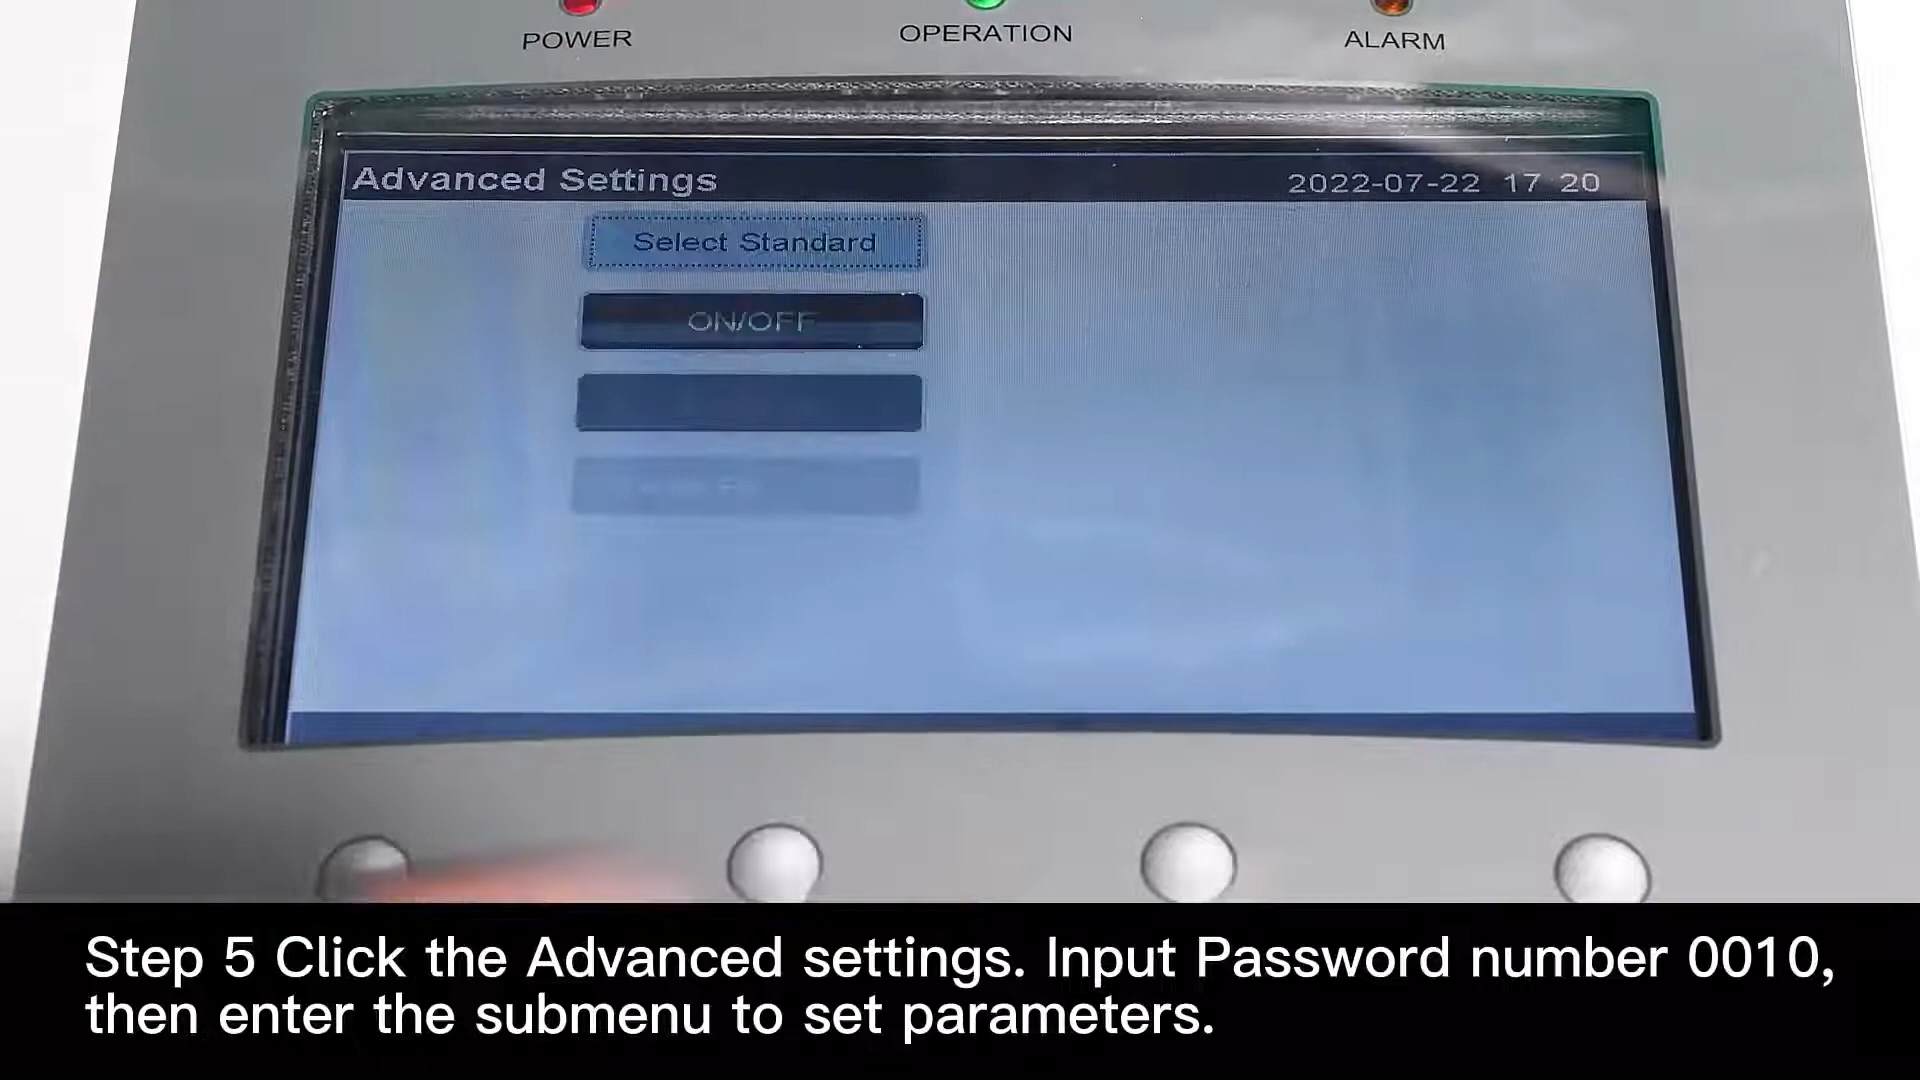 POWER
OPERATION
ALARM
Advanced Settings
2022-07-22 17 20
Select Standard
ON/OFF
Step 5 Click the Advanced settings. Input Password number 0010,
then enter the submenu to set parameters.